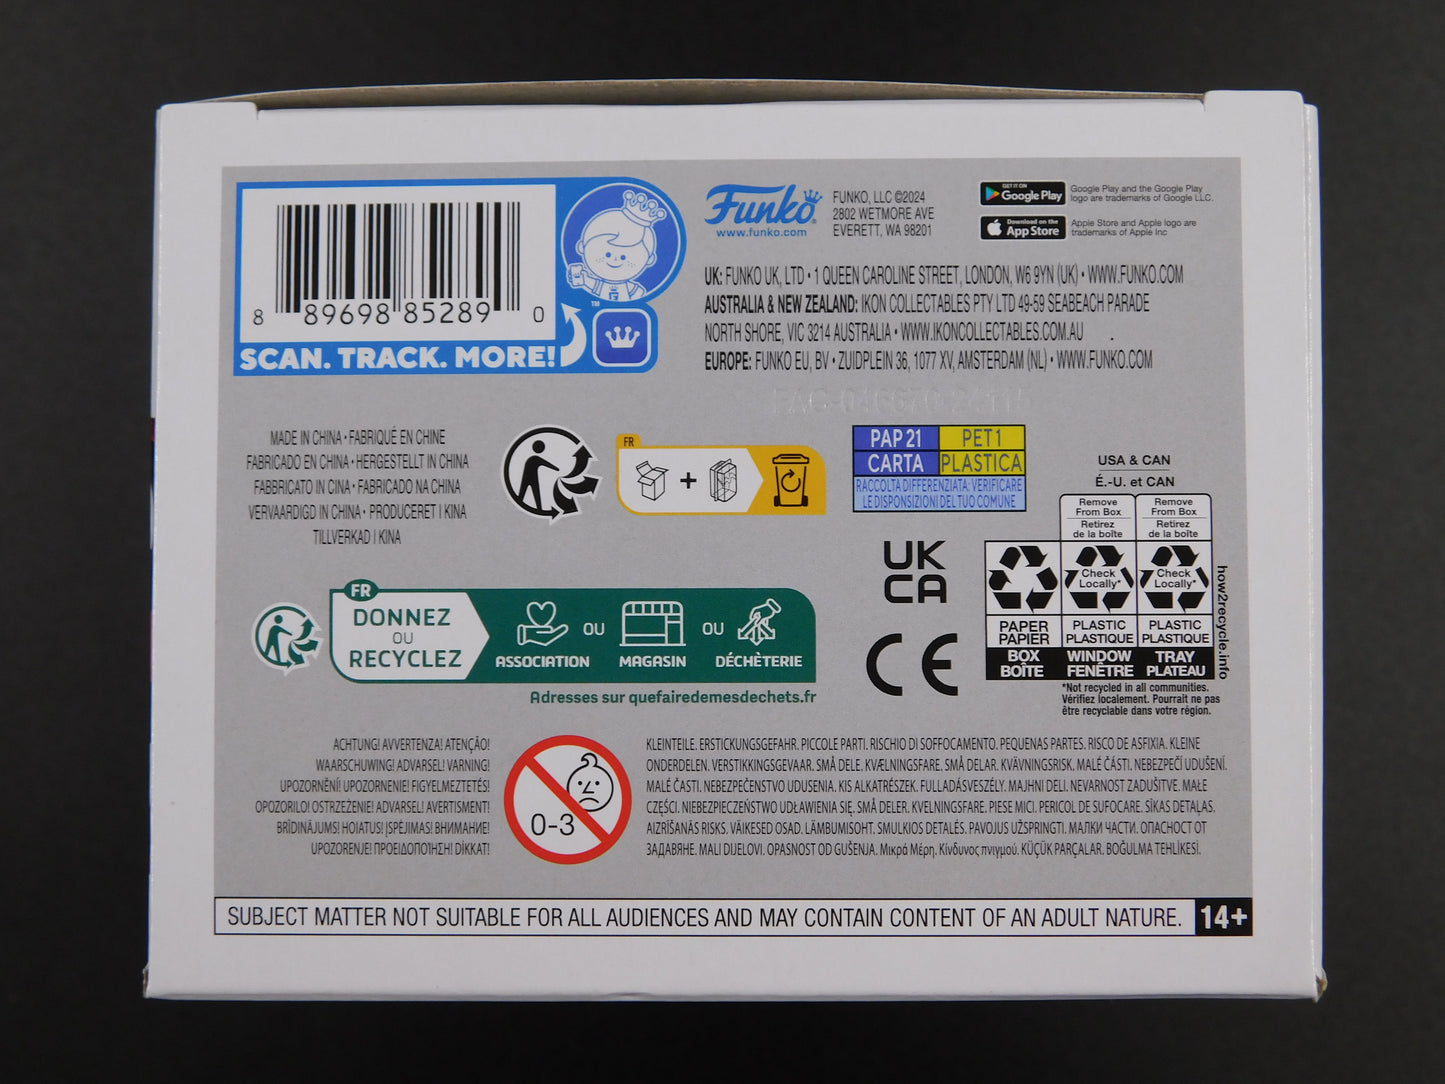 8 89698 85289 0
SCAN. TRACK. MORE!
™
Funko®
www.funko.com
FUNKO, LLC ©2024
2802 WETMORE AVE
EVERETT, WA 98201
GET IT ON
Google Play
Google Play and the Google Play
logo are trademarks of Google LLC.
Download on the
App Store
Apple Store and Apple logo are
trademarks of Apple Inc
UK: FUNKO UK, LTD • 1 QUEEN CAROLINE STREET, LONDON, W6 9YN (UK) • WWW.FUNKO.COM
AUSTRALIA & NEW ZEALAND: IKON COLLECTABLES PTY LTD 49-59 SEABEACH PARADE
NORTH SHORE, VIC 3214 AUSTRALIA • WWW.IKONCOLLECTABLES.COM.AU
EUROPE: FUNKO EU, BV • ZUIDPLEIN 36, 1077 XV, AMSTERDAM (NL) • WWW.FUNKO.COM
MADE IN CHINA • FABRIQUÉ EN CHINE
FABRICADO EN CHINA • HERGESTELLT IN CHINA
FABBRICATO IN CINA • FABRICADO NA CHINA
VERVAARDIGD IN CHINA • PRODUCERET I KINA
TILLVERKAD I KINA
FR
+
PAP 21
PET 1
CARTA
PLASTICA
RACCOLTA DIFFERENZIATA: VERIFICARE
LE DISPONSIZIONI DEL TUO COMUNE
USA & CAN
É.-U. et CAN
Remove
From Box
Retirez
de la boîte
Remove
From Box
Retirez
de la boîte
Check
Locally*
Check
Locally*
PAPER
PAPIER
PLASTIC
PLASTIQUE
PLASTIC
PLASTIQUE
BOX
BOÎTE
WINDOW
FENÊTRE
TRAY
PLATEAU
how2recycle.info
*Not recycled in all communities.
Vérifiez localement. Pourrait ne pas
être recyclable dans votre région.
UK
CA
CE
FR
DONNEZ
OU
RECYCLEZ
ASSOCIATION
OU
MAGASIN
OU
DÉCHÈTERIE
Adresses sur quefairedemesdechets.fr
ACHTUNG! AVVERTENZA! ATENÇÃO!
WAARSCHUWING! ADVARSEL! VARNING!
UPOZORNĚNÍ! UPOZORNENIE! FIGYELMEZTETÉS!
OPOZORILO! OSTRZEŻENIE! ADVARSEL! AVERTISMENT!
BRĪDINĀJUMS! HOIATUS! ĮSPĖJIMAS! ВНИМАНИЕ!
UPOZORENJE! ΠΡΟΕΙΔΟΠΟΊΗΣΗ! DİKKAT!
0-3
KLEINTEILE. ERSTICKUNGSGEFAHR. PICCOLE PARTI. RISCHIO DI SOFFOCAMENTO. PEQUENAS PARTES. RISCO DE ASFIXIA. KLEINE
ONDERDELEN. VERSTIKKINGSGEVAAR. SMÅ DELE. KVÆLNINGSFARE. SMÅ DELAR. KVÄVNINGSRISK. MALÉ ČÁSTI. NEBEZPEČÍ UDUŠENÍ.
MALÉ ČASTI. NEBEZPEČENSTVO UDUSENIA. KIS ALKATRÉSZEK. FULLADÁSVESZÉLY. MAJHNI DELI. NEVARNOST ZADUŠITVE. MAŁE
CZĘŚCI. NIEBEZPIECZEŃSTWO UDŁAWIENIA SIĘ. SMÅ DELER. KVELNINGSFARE. PIESE MICI. PERICOL DE SUFOCARE. SĪKAS DETAĻAS.
AIZRĪŠANĀS RISKS. VÄIKESED OSAD. LÄMBUMISOHT. SMULKIOS DETALĖS. PAVOJUS UŽSPRINGTI. МАЛКИ ЧАСТИ. ОПАСНОСТ ОТ
ЗАДАВЯНЕ. MALI DIJELOVI. OPASNOST OD GUŠENJA. Μικρά Μέρη. Κίνδυνος πνιγμού. KÜÇÜK PARÇALAR. BOĞULMA TEHLİKESİ.
SUBJECT MATTER NOT SUITABLE FOR ALL AUDIENCES AND MAY CONTAIN CONTENT OF AN ADULT NATURE.
14+